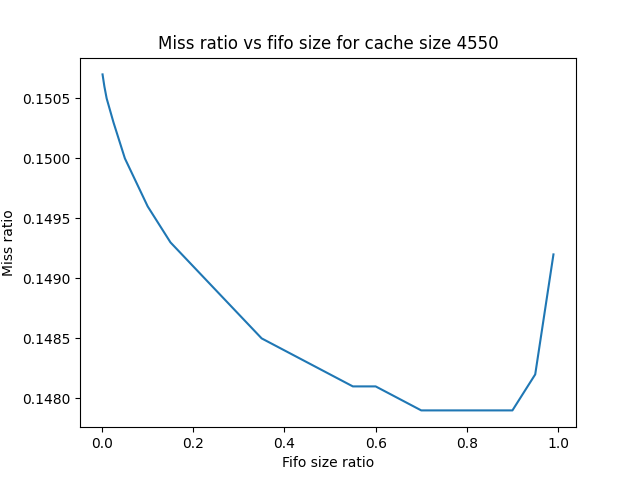 Miss ratio vs fifo size for cache size 4550
Miss ratio
0.1505
0.1500
0.1495
0.1490
0.1485
0.1480
0.0 0.2 0.4 0.6 0.8 1.0
Fifo size ratio